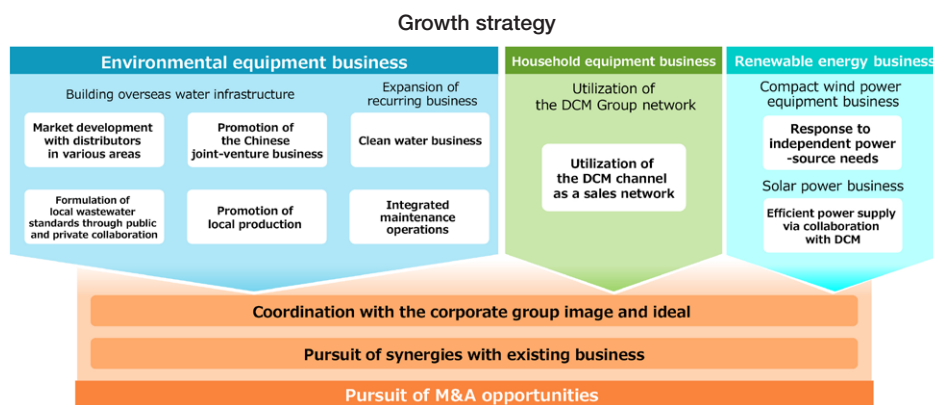 Growth strategy
Environmental equipment business
Building overseas water infrastructure
Market development
with distributors
in various areas
Promotion of
the Chinese
joint-venture business
Formulation of
local wastewater
standards through public
and private collaboration
Promotion of
local production
Expansion of
recurring business
Clean water business
Integrated
maintenance
operations
Household equipment business
Utilization of
the DCM Group network
Utilization of
the DCM channel
as a sales network
Renewable energy business
Compact wind power
equipment business
Response to
independent power
-source needs
Solar power business
Efficient power supply
via collaboration
with DCM
Coordination with the corporate group image and ideal
Pursuit of synergies with existing business
Pursuit of M&A opportunities